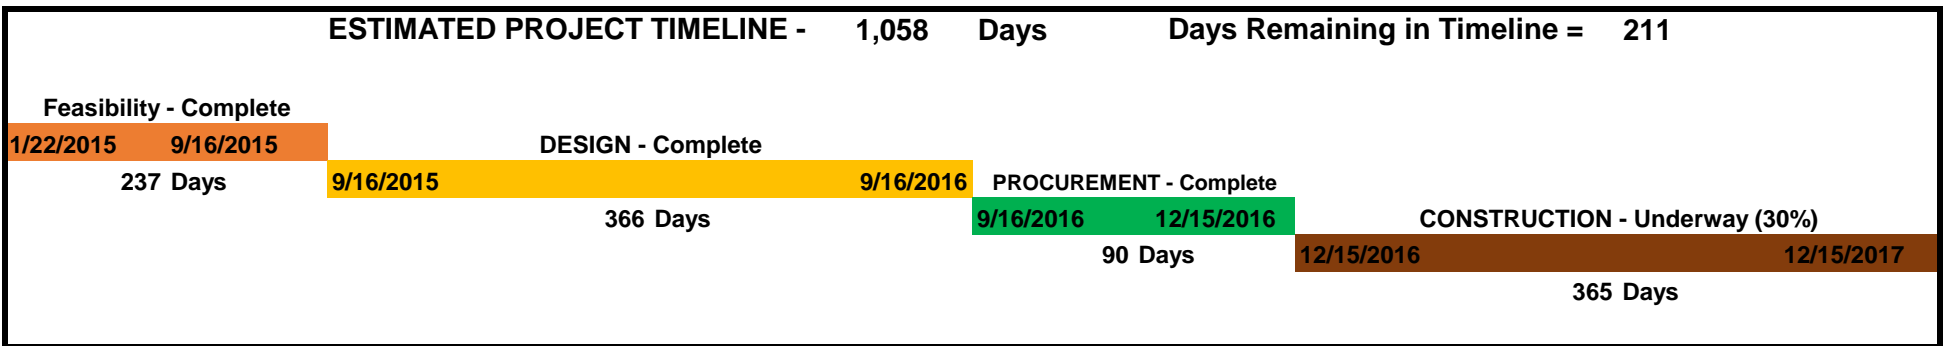 ESTIMATED PROJECT TIMELINE - 1,058 Days Days Remaining in Timeline = 211
Feasibility - Complete
1/22/2015 9/16/2015 DESIGN - Complete
237 Days 9/16/2015 9/16/2016 PROCUREMENT - Complete
366 Days 9/16/2016 12/15/2016 CONSTRUCTION - Underway (30%)
90 Days 12/15/2016 12/15/2017
365 Days